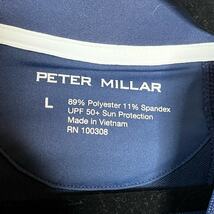 PETER MILLAR
L
89% Polyester 11% Spandex
UPF 50+ Sun Protection
Made in Vietnam
RN 100308